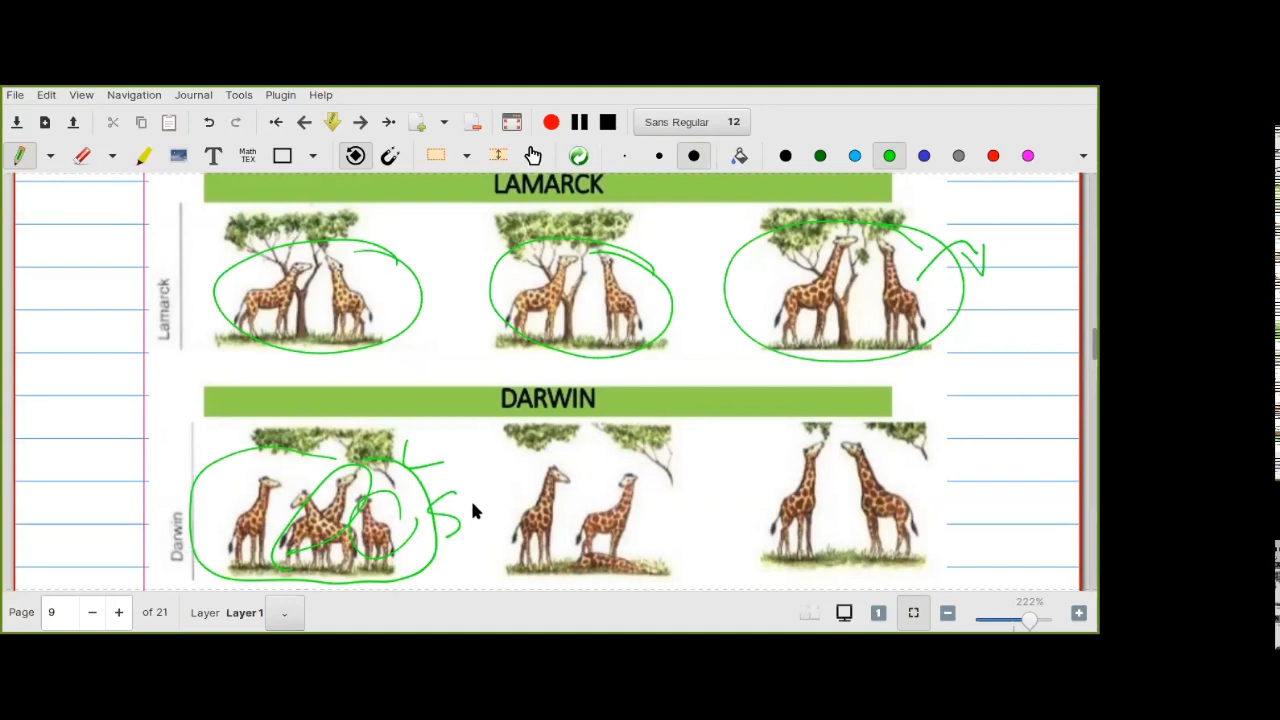 File Edit View Navigation Journal Tools Plugin Help
Sans Regular 12
T Math TEX
LAMARCK
Lamarck
DARWIN
L
Darwin
S
Page 9 of 21 Layer Layer1 1 222%